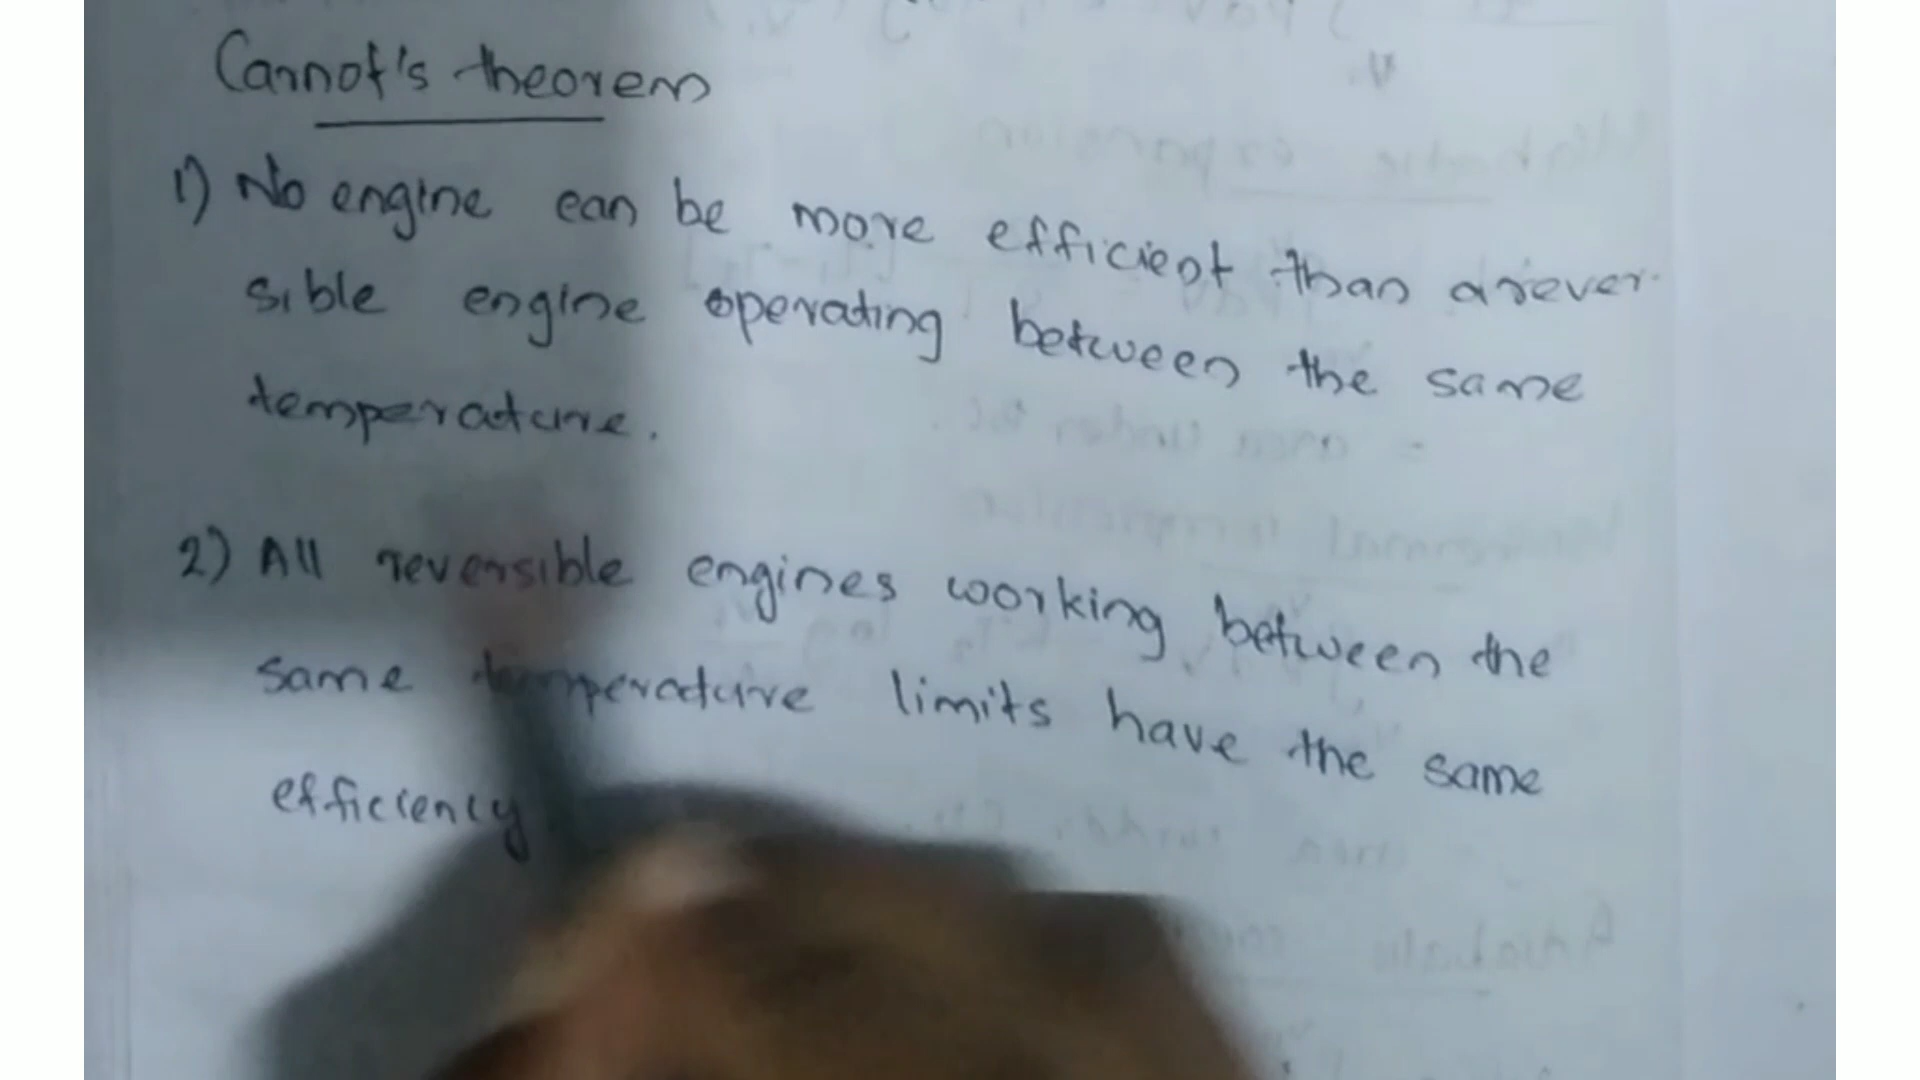 Carnot's theorem
1) No engine can be more efficient than a rever-
sible engine operating between the same
temperature.
2) All reversible engines working between the
same temperature limits have the same
efficiency